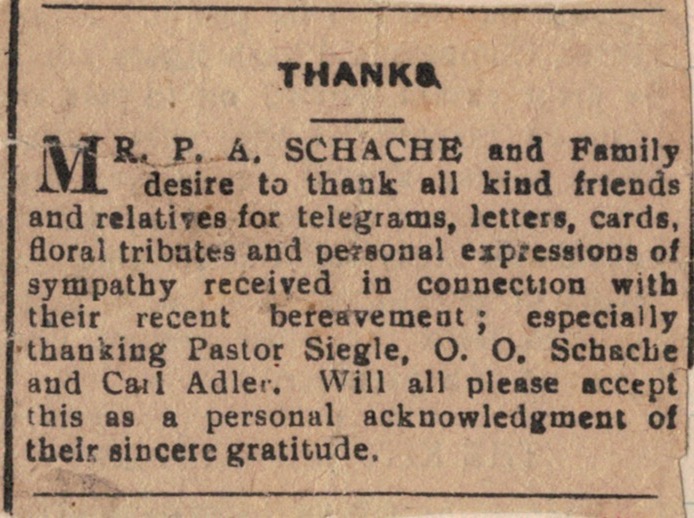 THANKS.
MR. P. A. SCHACHE and Family
desire to thank all kind friends
and relatives for telegrams, letters, cards,
floral tributes and personal expressions of
sympathy received in connection with
their recent bereavement; especially
thanking Pastor Siegle, O. O. Schache
and Carl Adler. Will all please accept
this as a personal acknowledgment of
their sincere gratitude.